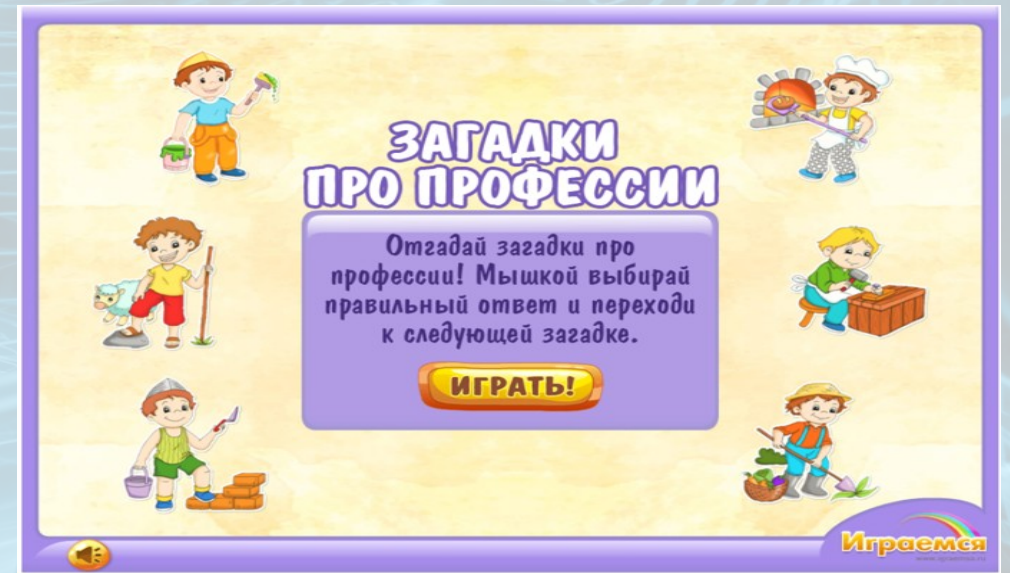 ЗАГАДКИ
ПРО ПРОФЕССИИ
Отгадай загадки про
профессии! Мышкой выбирай
правильный ответ и переходи
к следующей загадке.
ИГРАТЬ!
Играемся